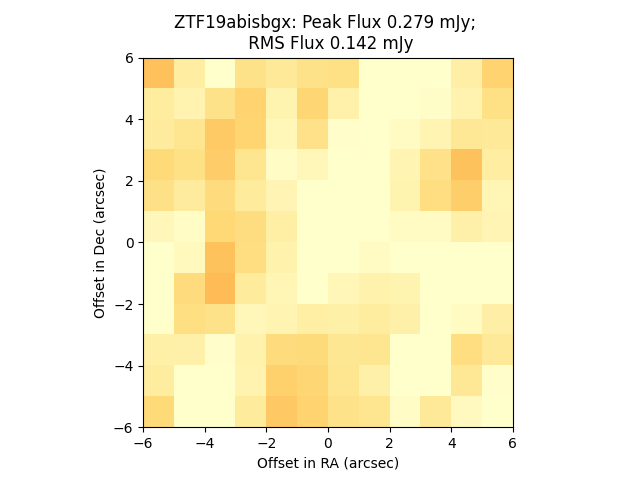 ZTF19abisbgx: Peak Flux 0.279 mJy;
RMS Flux 0.142 mJy
6
4
2
0
−2
−4
−6
Offset in Dec (arcsec)
−6 −4 −2 0 2 4 6
Offset in RA (arcsec)